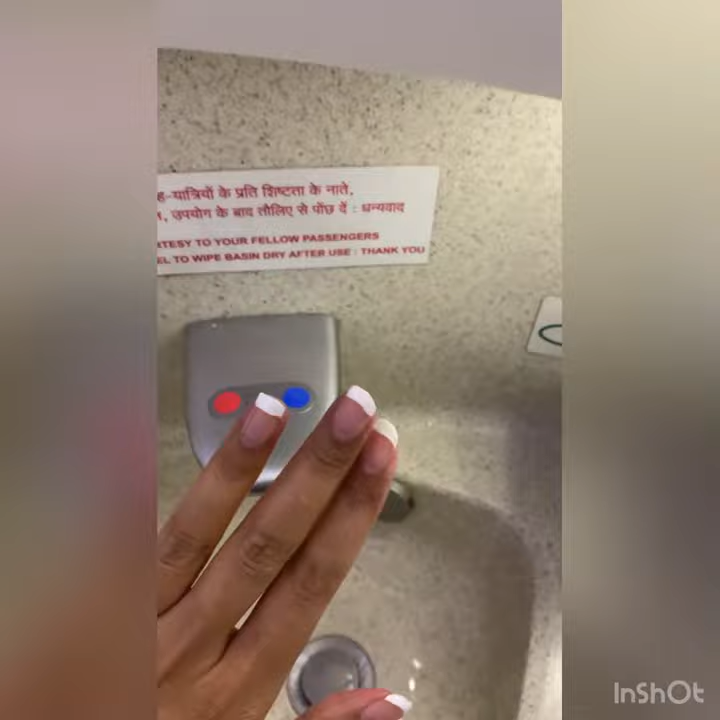 ह-यात्रियों के प्रति शिष्टता के नाते,
, उपयोग के बाद तौलिए से पोंछ दें : धन्यवाद
TESY TO YOUR FELLOW PASSENGERS
EL TO WIPE BASIN DRY AFTER USE : THANK YOU
InShOt